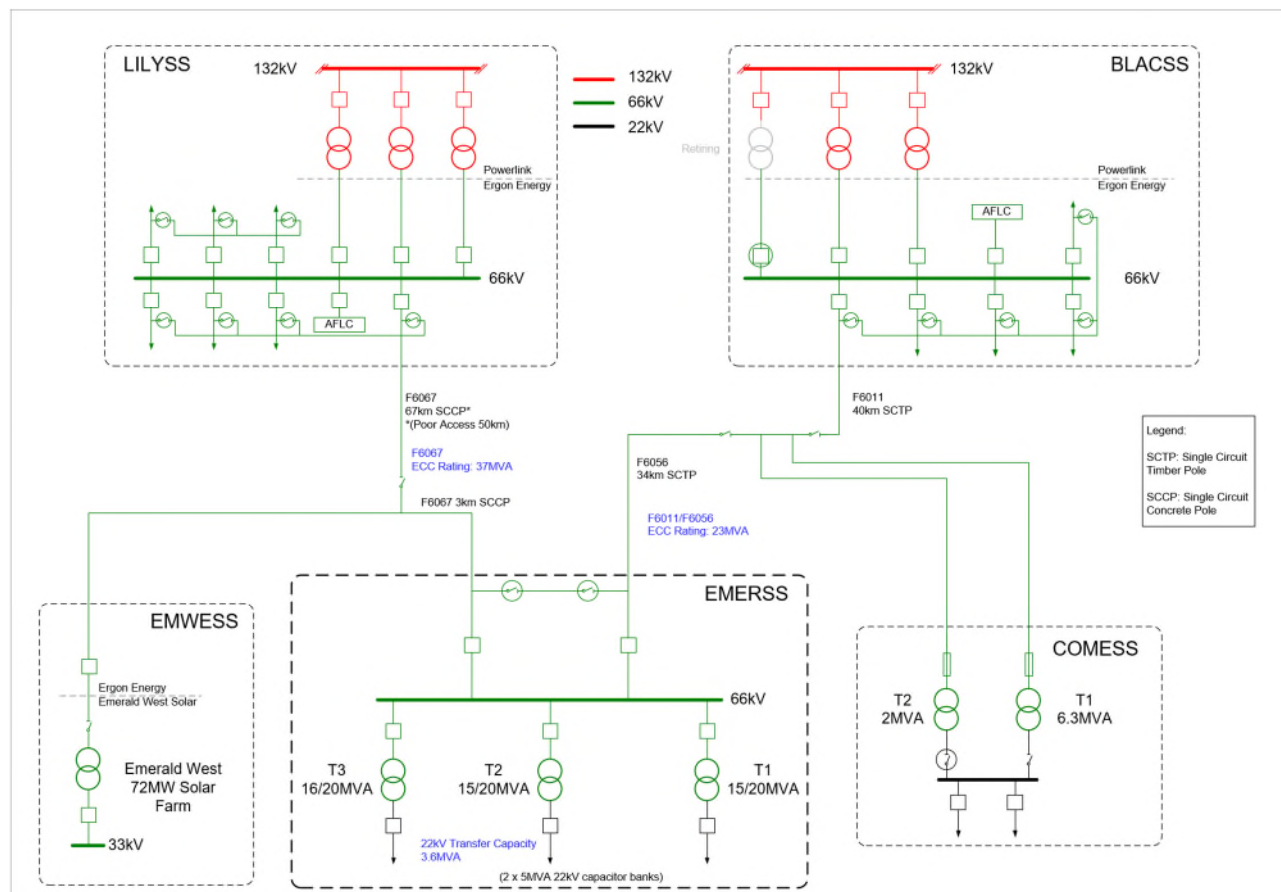 LILYSS
132kV
132kV
66kV
22kV
132kV
BLACSS
Retiring
Powerlink
Ergon Energy
Powerlink
Ergon Energy
AFLC
66kV
66kV
AFLC
F6067
67km SCCP*
*(Poor Access 50km)
F6067
ECC Rating: 37MVA
F6067 3km SCCP
F6011
40km SCTP
F6056
34km SCTP
F6011/F6056
ECC Rating: 23MVA
Legend:
SCTP: Single Circuit
Timber Pole
SCCP: Single Circuit
Concrete Pole
EMWESS
Ergon Energy
Emerald West Solar
Emerald West
72MW Solar
Farm
33kV
EMERSS
66kV
T3
16/20MVA
T2
15/20MVA
T1
15/20MVA
22kV Transfer Capacity
3.6MVA
(2 x 5MVA 22kV capacitor banks)
COMESS
T2
2MVA
T1
6.3MVA